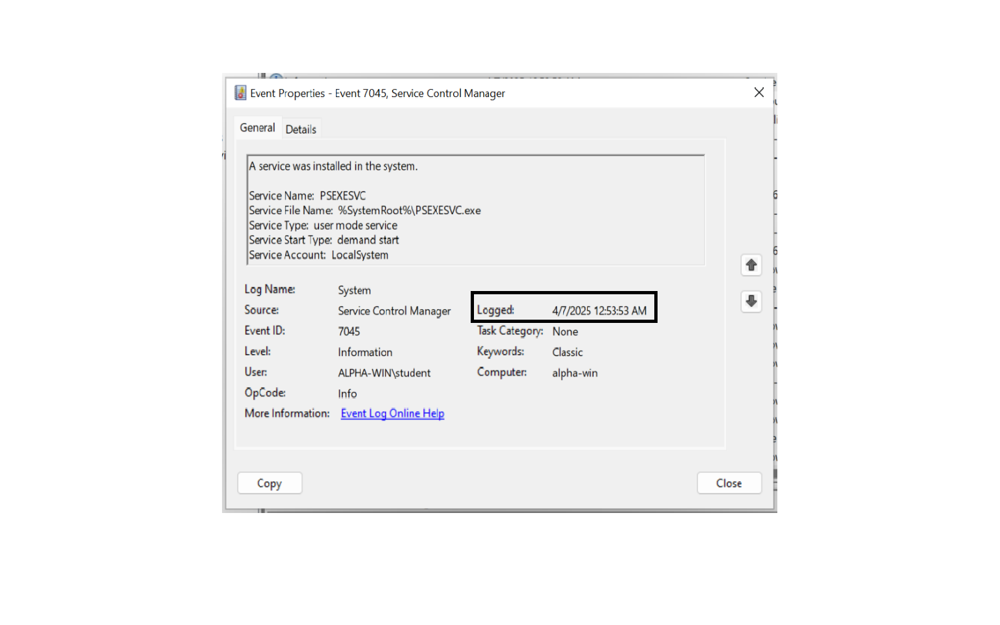 Event Properties - Event 7045, Service Control Manager
General Details
A service was installed in the system.
Service Name: PSEXESVC
Service File Name: %SystemRoot%\PSEXESVC.exe
Service Type: user mode service
Service Start Type: demand start
Service Account: LocalSystem
Log Name: System
Source: Service Control Manager Logged: 4/7/2025 12:53:53 AM
Event ID: 7045 Task Category: None
Level: Information Keywords: Classic
User: ALPHA-WIN\student Computer: alpha-win
OpCode: Info
More Information: Event Log Online Help
Copy Close